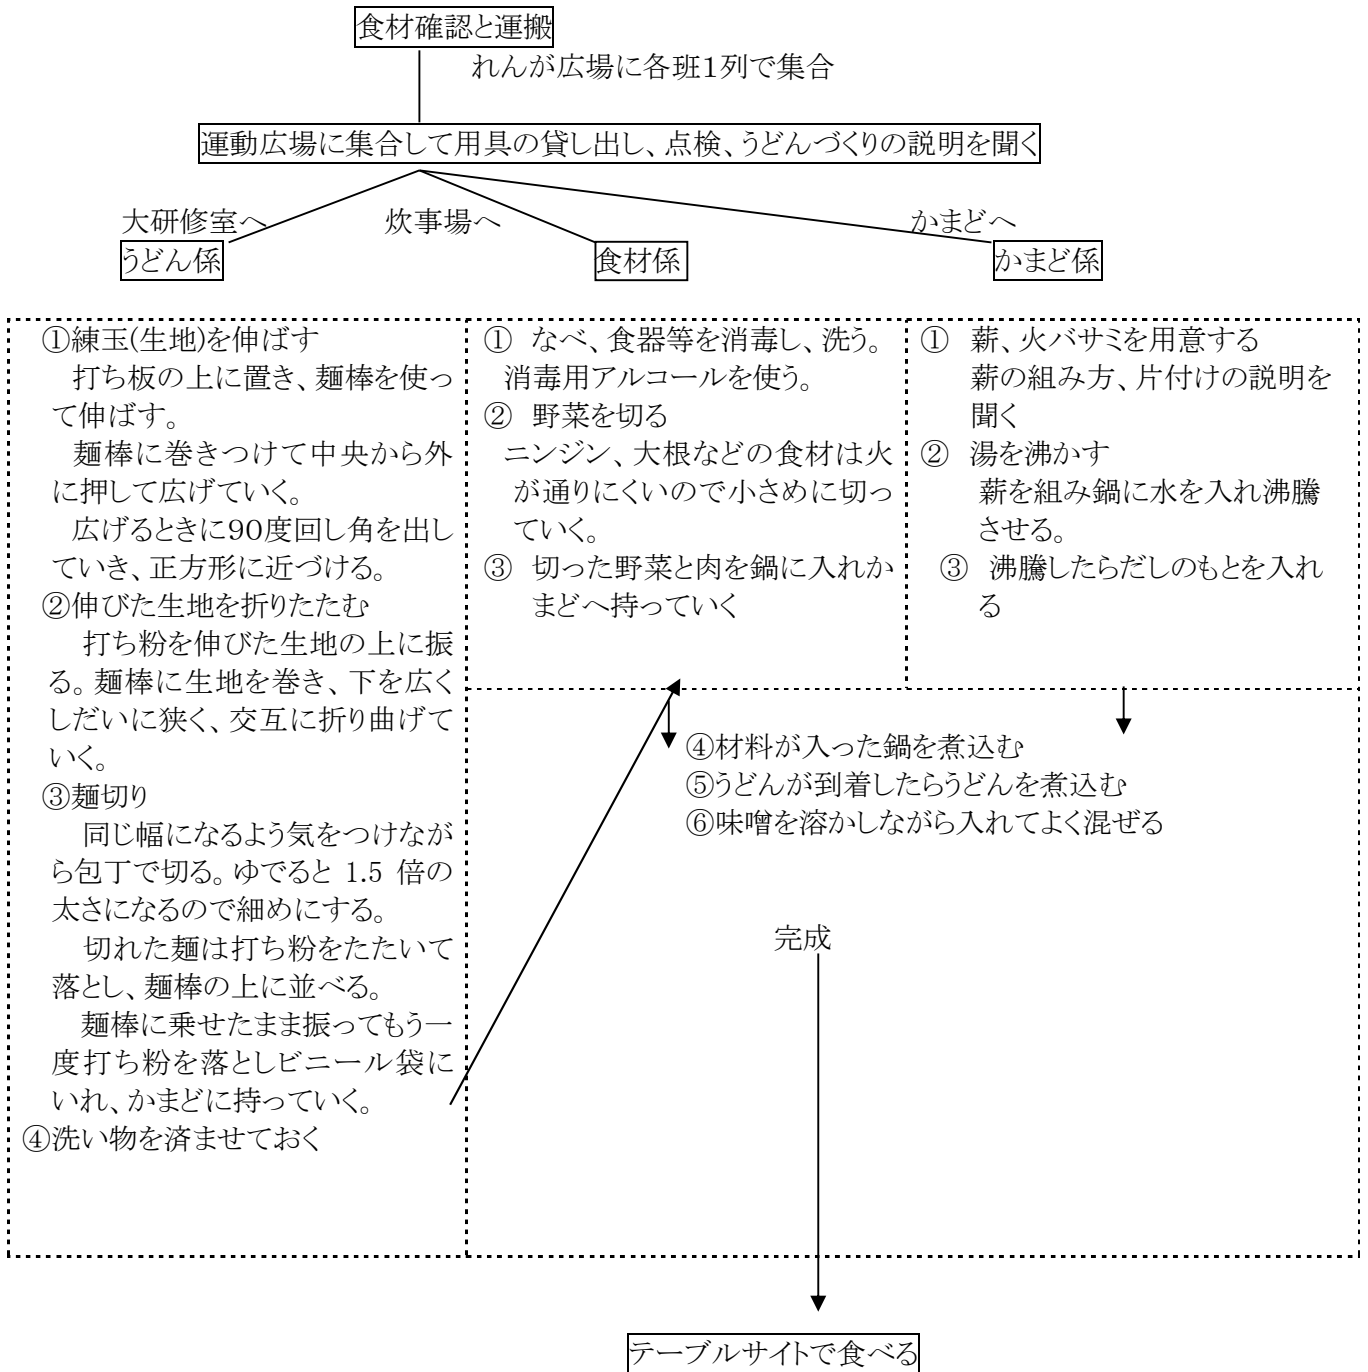 食材確認と運搬
れんが広場に各班1列で集合
運動広場に集合して用具の貸し出し、点検、うどんづくりの説明を聞く
大研修室へ
炊事場へ
かまどへ
うどん係
食材係
かまど係
①練玉(生地)を伸ばす
打ち板の上に置き、麺棒を使っ
て伸ばす。
麺棒に巻きつけて中央から外
に押して広げていく。
広げるときに90度回し角を出し
ていき、正方形に近づける。
②伸びた生地を折りたたむ
打ち粉を伸びた生地の上に振
る。麺棒に生地を巻き、下を広く
しだいに狭く、交互に折り曲げて
いく。
③麺切り
同じ幅になるよう気をつけなが
ら包丁で切る。ゆでると 1.5 倍の
太さになるので細めにする。
切れた麺は打ち粉をたたいて
落とし、麺棒の上に並べる。
麺棒に乗せたまま振ってもう一
度打ち粉を落としビニール袋に
いれ、かまどに持っていく。
④洗い物を済ませておく
① なべ、食器等を消毒し、洗う。
消毒用アルコールを使う。
② 野菜を切る
ニンジン、大根などの食材は火
が通りにくいので小さめに切っ
ていく。
③ 切った野菜と肉を鍋に入れか
まどへ持っていく
① 薪、火バサミを用意する
薪の組み方、片付けの説明を
聞く
② 湯を沸かす
薪を組み鍋に水を入れ沸騰
させる。
③ 沸騰したらだしのもとを入れ
る
④材料が入った鍋を煮込む
⑤うどんが到着したらうどんを煮込む
⑥味噌を溶かしながら入れてよく混ぜる
完成
テーブルサイトで食べる